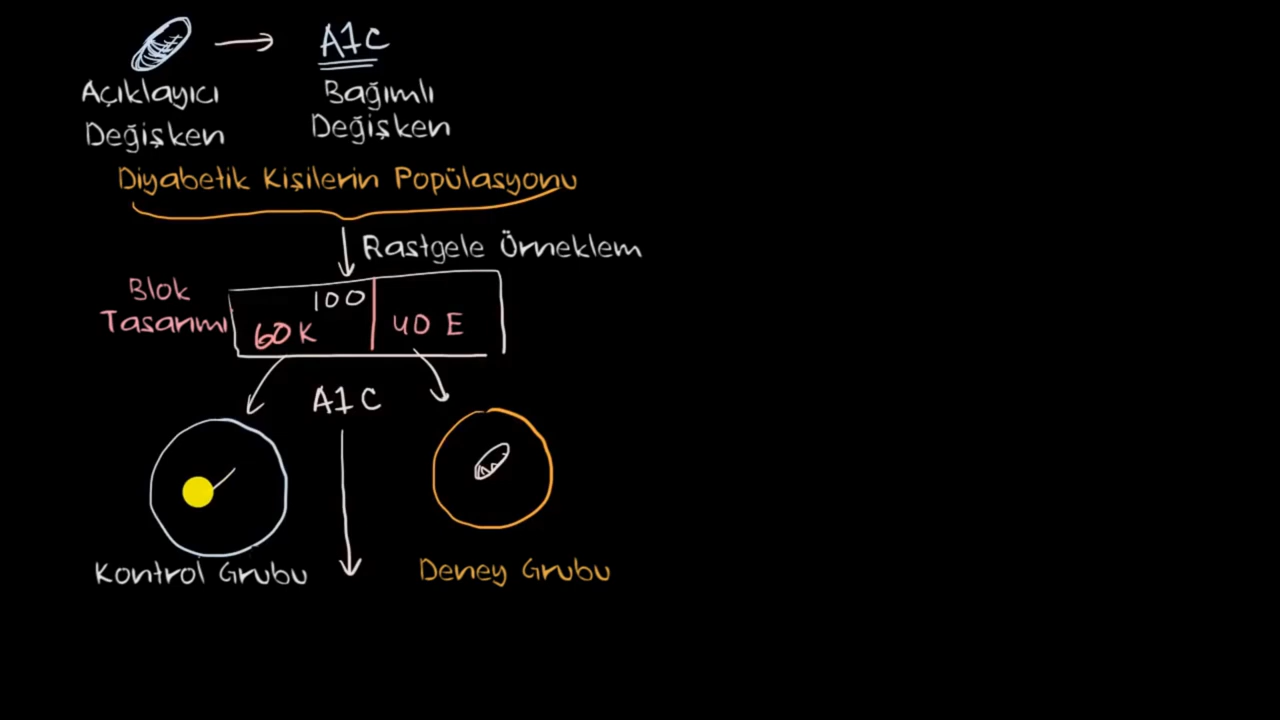 A1C
Açıklayıcı Değişken
Bağımlı Değişken
Diyabetik Kişilerin Popülasyonu
Rastgele Örneklem
Blok Tasarımı
100
60K
40 E
A1C
Kontrol Grubu
Deney Grubu